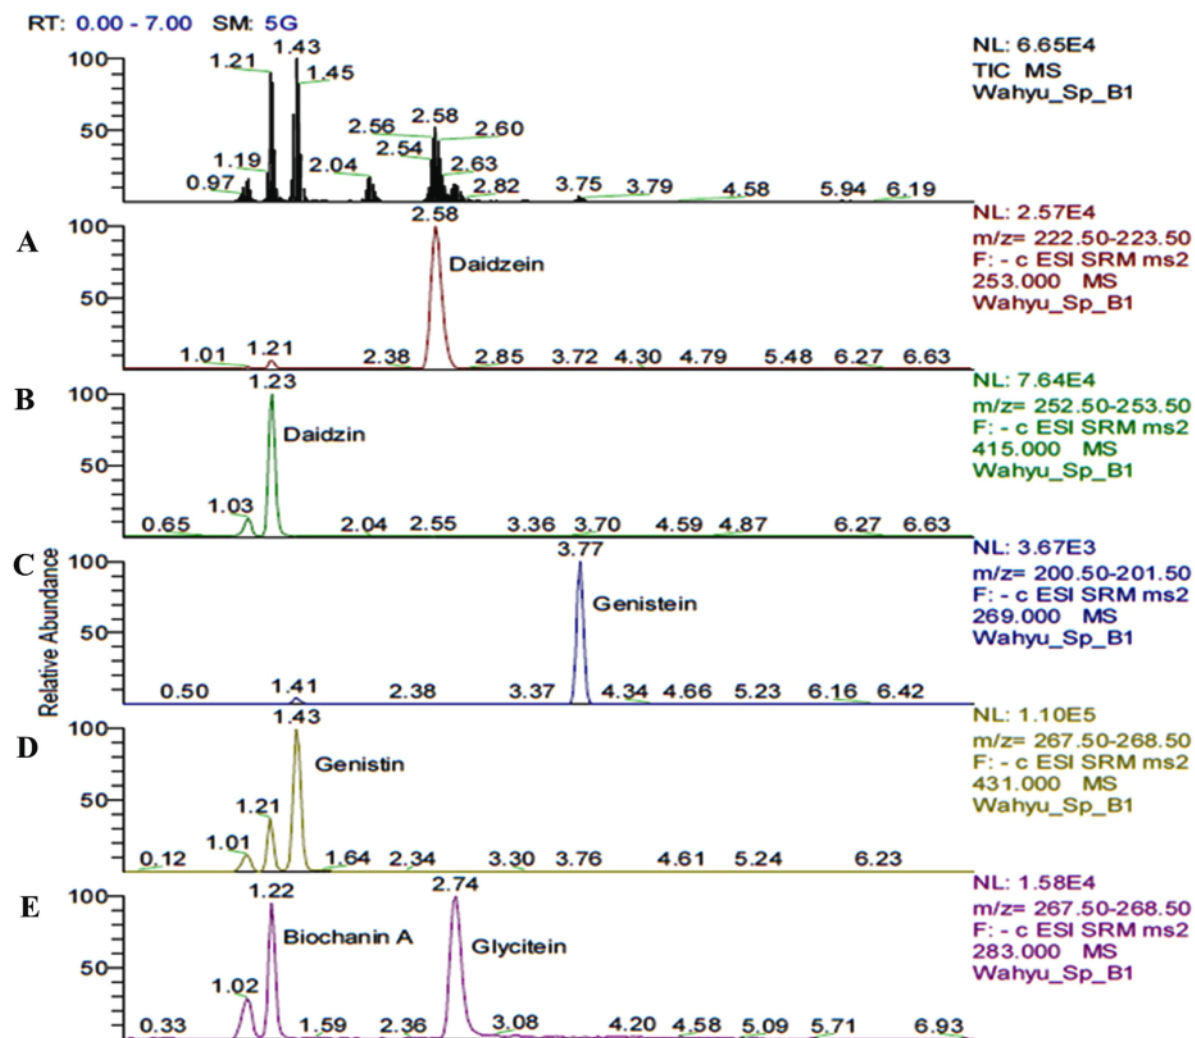 RT: 0.00 - 7.00 SM: 5G
NL: 6.65E4
TIC MS
Wahyu_Sp_B1
100
50
1.43
1.21
1.45
2.58
2.56
2.60
2.54
1.19
2.04
2.63
0.97
2.82
3.75
3.79
4.58
5.94
6.19
A
NL: 2.57E4
m/z= 222.50-223.50
F: - c ESI SRM ms2
253.000 MS
Wahyu_Sp_B1
100
50
2.58
Daidzein
1.01
1.21
2.38
2.85
3.72
4.30
4.79
5.48
6.27
6.63
B
NL: 7.64E4
m/z= 252.50-253.50
F: - c ESI SRM ms2
415.000 MS
Wahyu_Sp_B1
100
50
1.23
Daidzin
1.03
0.65
2.04
2.55
3.36
3.70
4.59
4.87
6.27
6.63
Relative Abundance
C
NL: 3.67E3
m/z= 200.50-201.50
F: - c ESI SRM ms2
269.000 MS
Wahyu_Sp_B1
100
50
3.77
Genistein
0.50
1.41
2.38
3.37
4.34
4.66
5.23
6.16
6.42
D
NL: 1.10E5
m/z= 267.50-268.50
F: - c ESI SRM ms2
431.000 MS
Wahyu_Sp_B1
100
50
1.43
Genistin
1.21
1.01
0.12
1.64
2.34
3.30
3.76
4.61
5.24
6.23
E
NL: 1.58E4
m/z= 267.50-268.50
F: - c ESI SRM ms2
283.000 MS
Wahyu_Sp_B1
100
50
1.22
2.74
Biochanin A
Glycitein
1.02
0.33
1.59
2.36
3.08
4.20
4.58
5.09
5.71
6.93